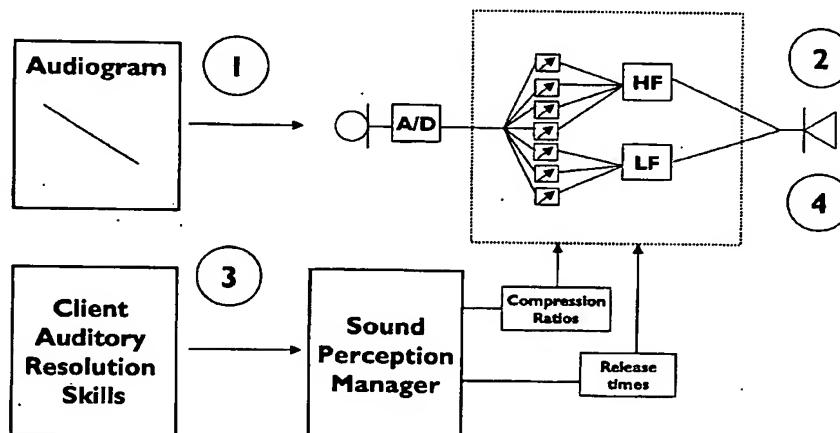 Audiogram
1
A/D
HF
LF
2
4
Client
Auditory
Resolution
Skills
3
Sound
Perception
Manager
Compression
Ratios
Release
times